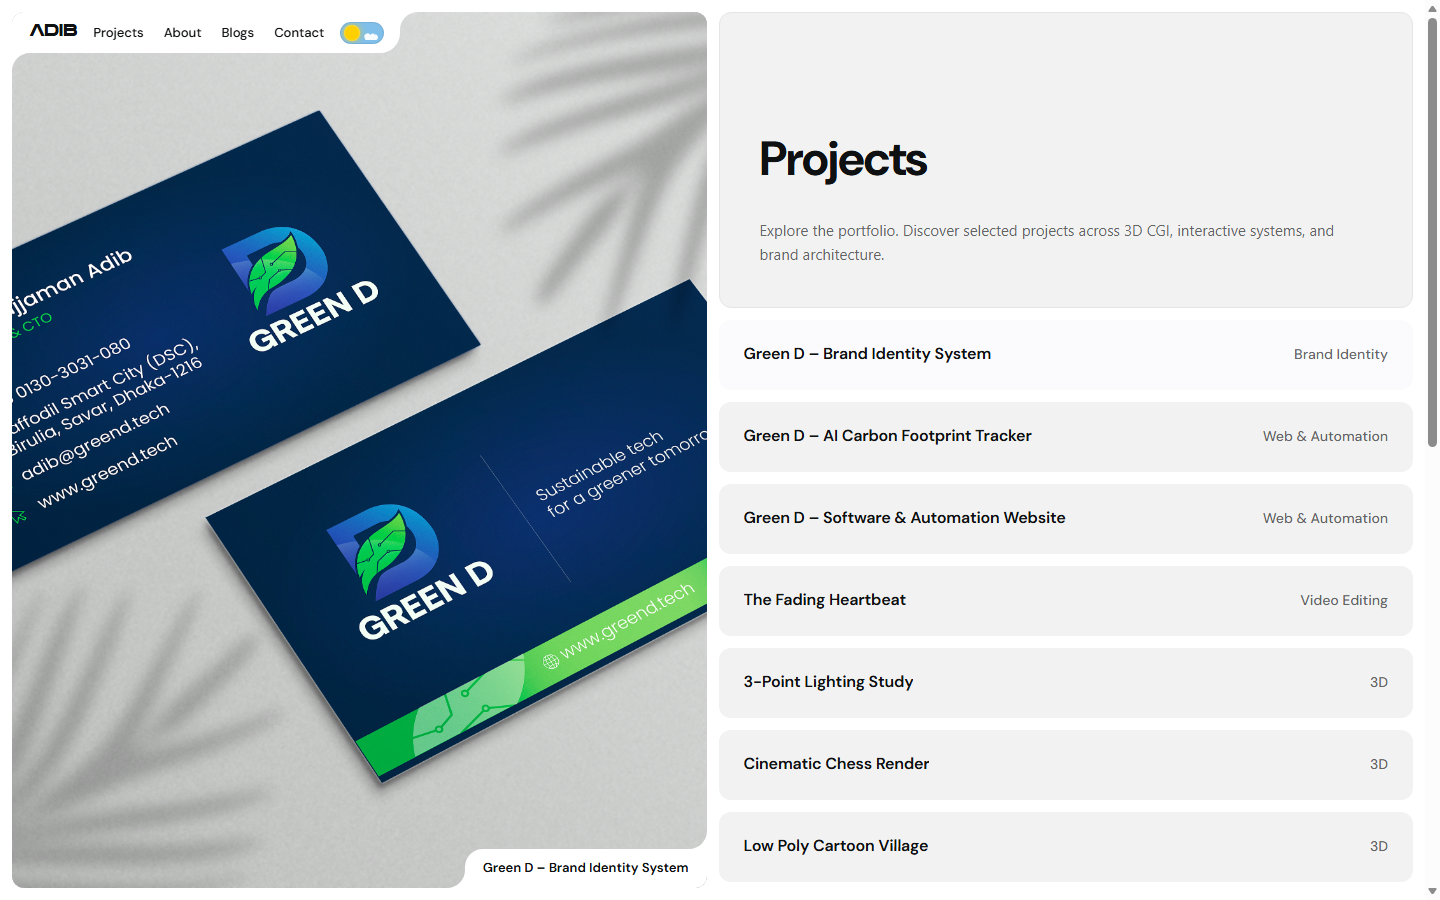 ADIB
Projects
About
Blogs
Contact
jjaman Adib
& CTO
0130-3031-080
affodil Smart City (DSC),
Birulia, Savar, Dhaka-1216
adib@greend.tech
www.greend.tech
GREEN D
Sustainable tech
for a greener tomorro
GREEN D
www.greend.tech
Green D – Brand Identity System
Projects
Explore the portfolio. Discover selected projects across 3D CGI, interactive systems, and
brand architecture.
Green D – Brand Identity System
Brand Identity
Green D – AI Carbon Footprint Tracker
Web & Automation
Green D – Software & Automation Website
Web & Automation
The Fading Heartbeat
Video Editing
3-Point Lighting Study
3D
Cinematic Chess Render
3D
Low Poly Cartoon Village
3D